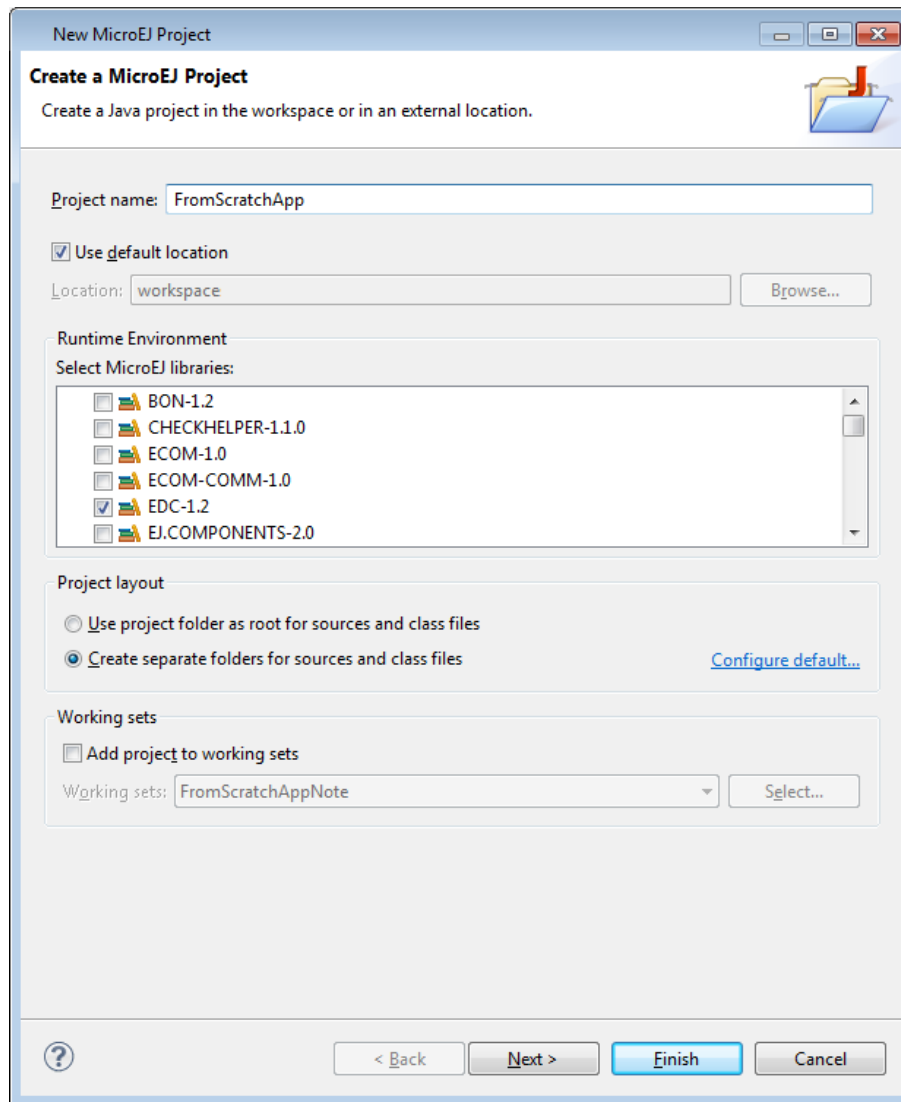 New MicroEJ Project
Create a MicroEJ Project
Create a Java project in the workspace or in an external location.
Project name: FromScratchApp
Use default location
Location: workspace Browse...
Runtime Environment
Select MicroEJ libraries:
BON-1.2
CHECKHELPER-1.1.0
ECOM-1.0
ECOM-COMM-1.0
EDC-1.2
EJ.COMPONENTS-2.0
Project layout
Use project folder as root for sources and class files
Create separate folders for sources and class files Configure default...
Working sets
Add project to working sets
Working sets: FromScratchAppNote Select...
? < Back Next > Finish Cancel